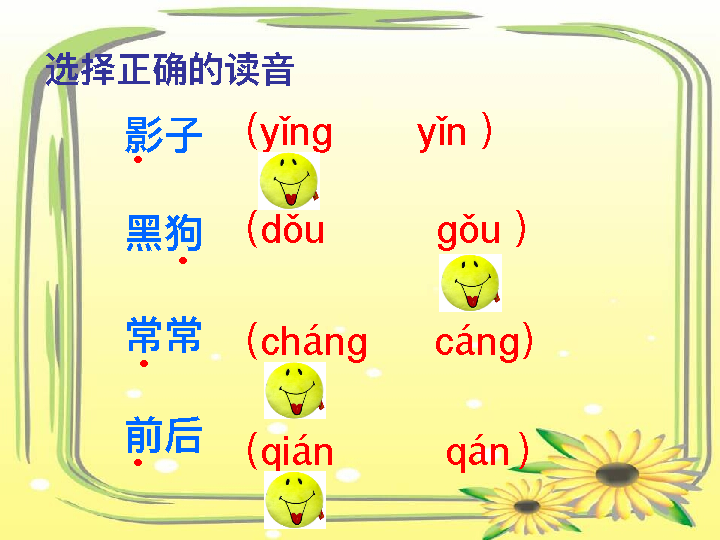 选择正确的读音
影子 (yǐng yǐn )
黑狗 (dǒu gǒu )
常常 (cháng cáng)
前后 (qián qán)